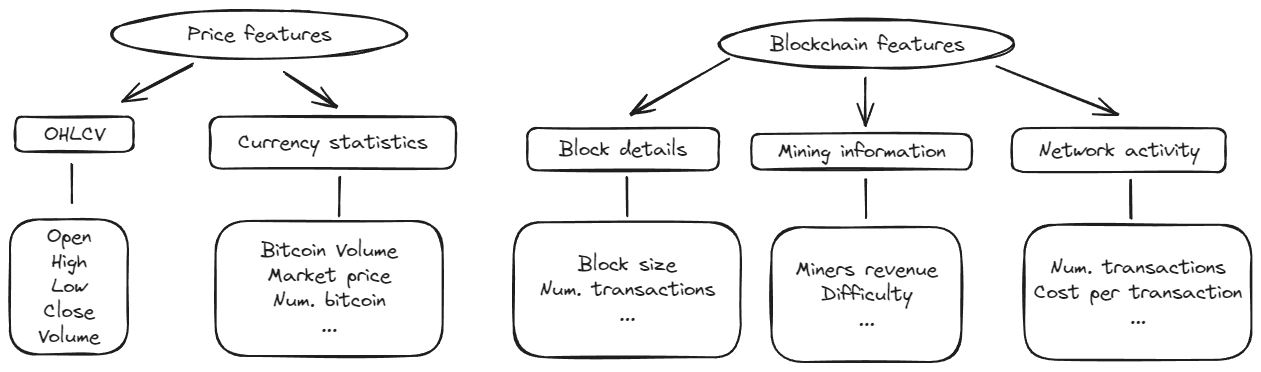 Price features
OHLCV
Currency statistics
Open
High
Low
Close
Volume
Bitcoin Volume
Market price
Num. bitcoin
...
Blockchain features
Block details
Mining information
Network activity
Block size
Num. transactions
...
Miners revenue
Difficulty
...
Num. transactions
Cost per transaction
...